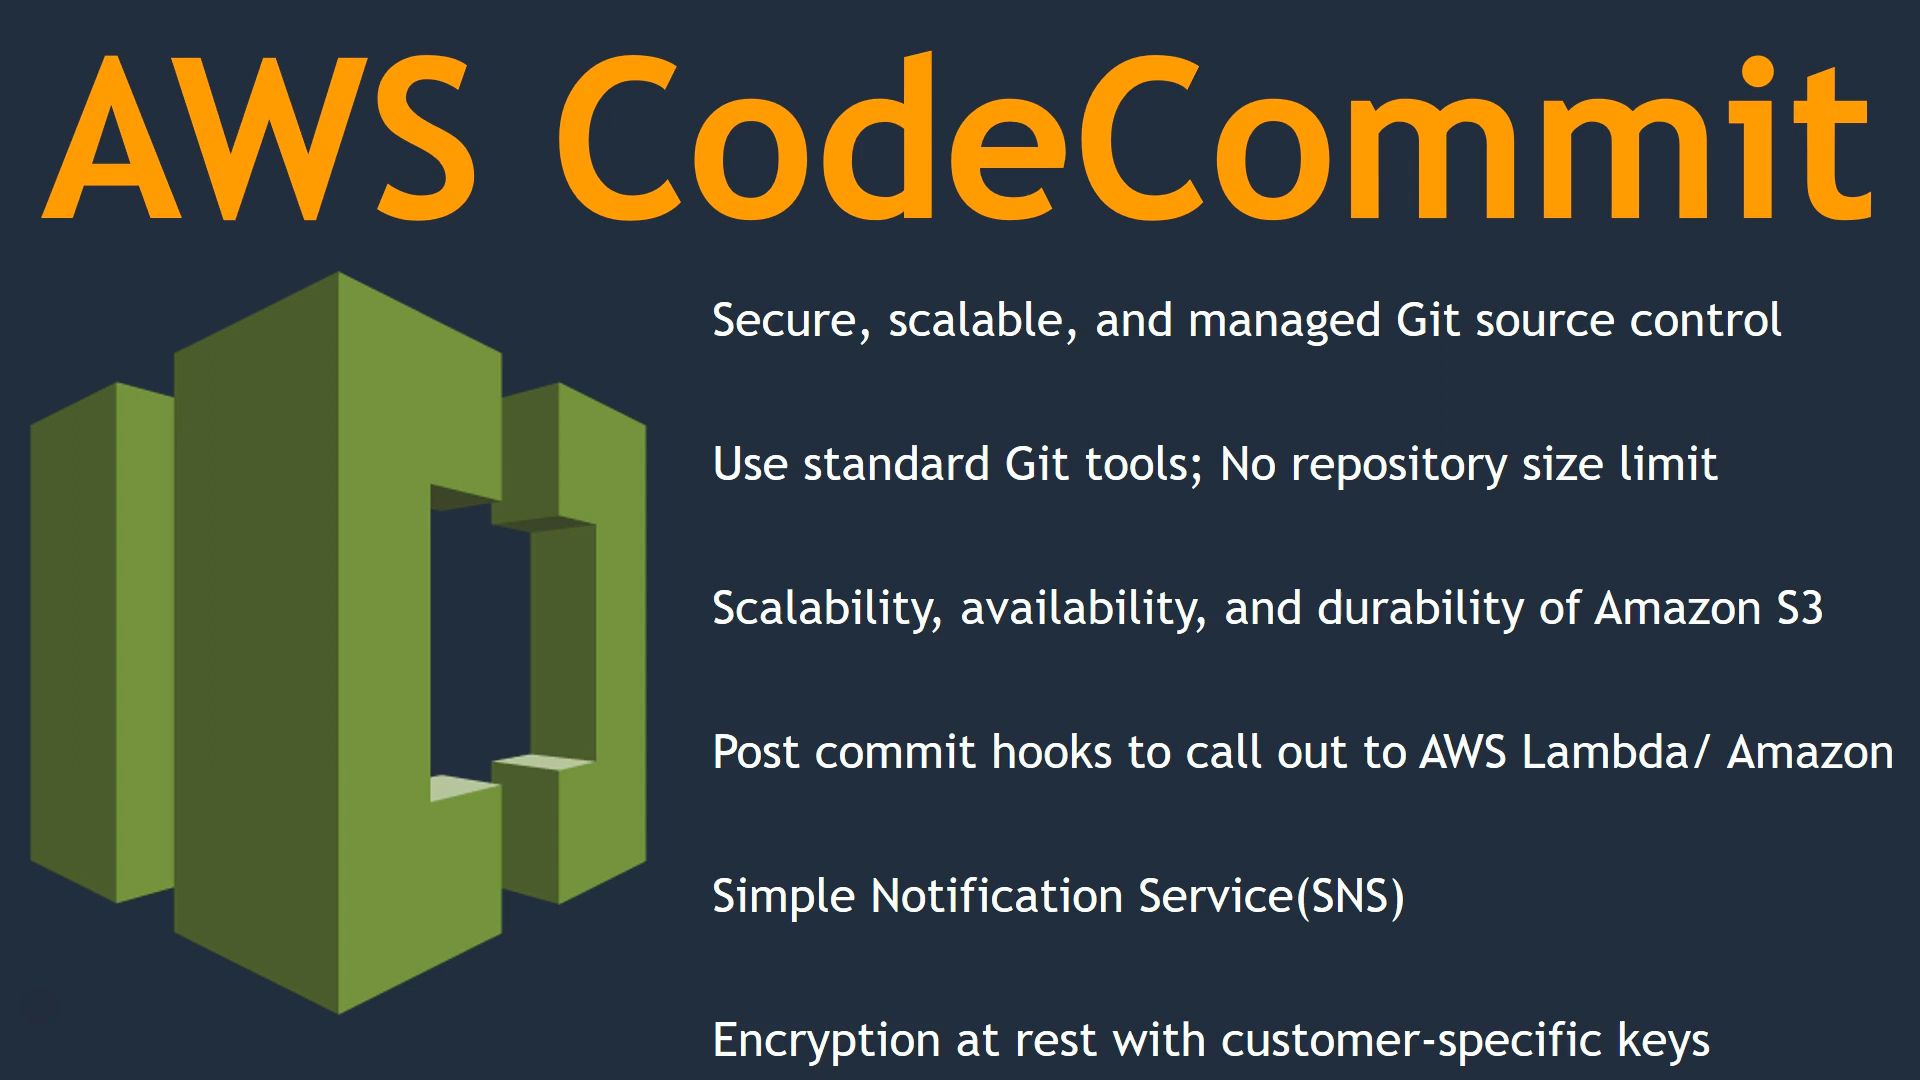 AWS CodeCommit
Secure, scalable, and managed Git source control
Use standard Git tools; No repository size limit
Scalability, availability, and durability of Amazon S3
Post commit hooks to call out to AWS Lambda/ Amazon
Simple Notification Service(SNS)
Encryption at rest with customer-specific keys